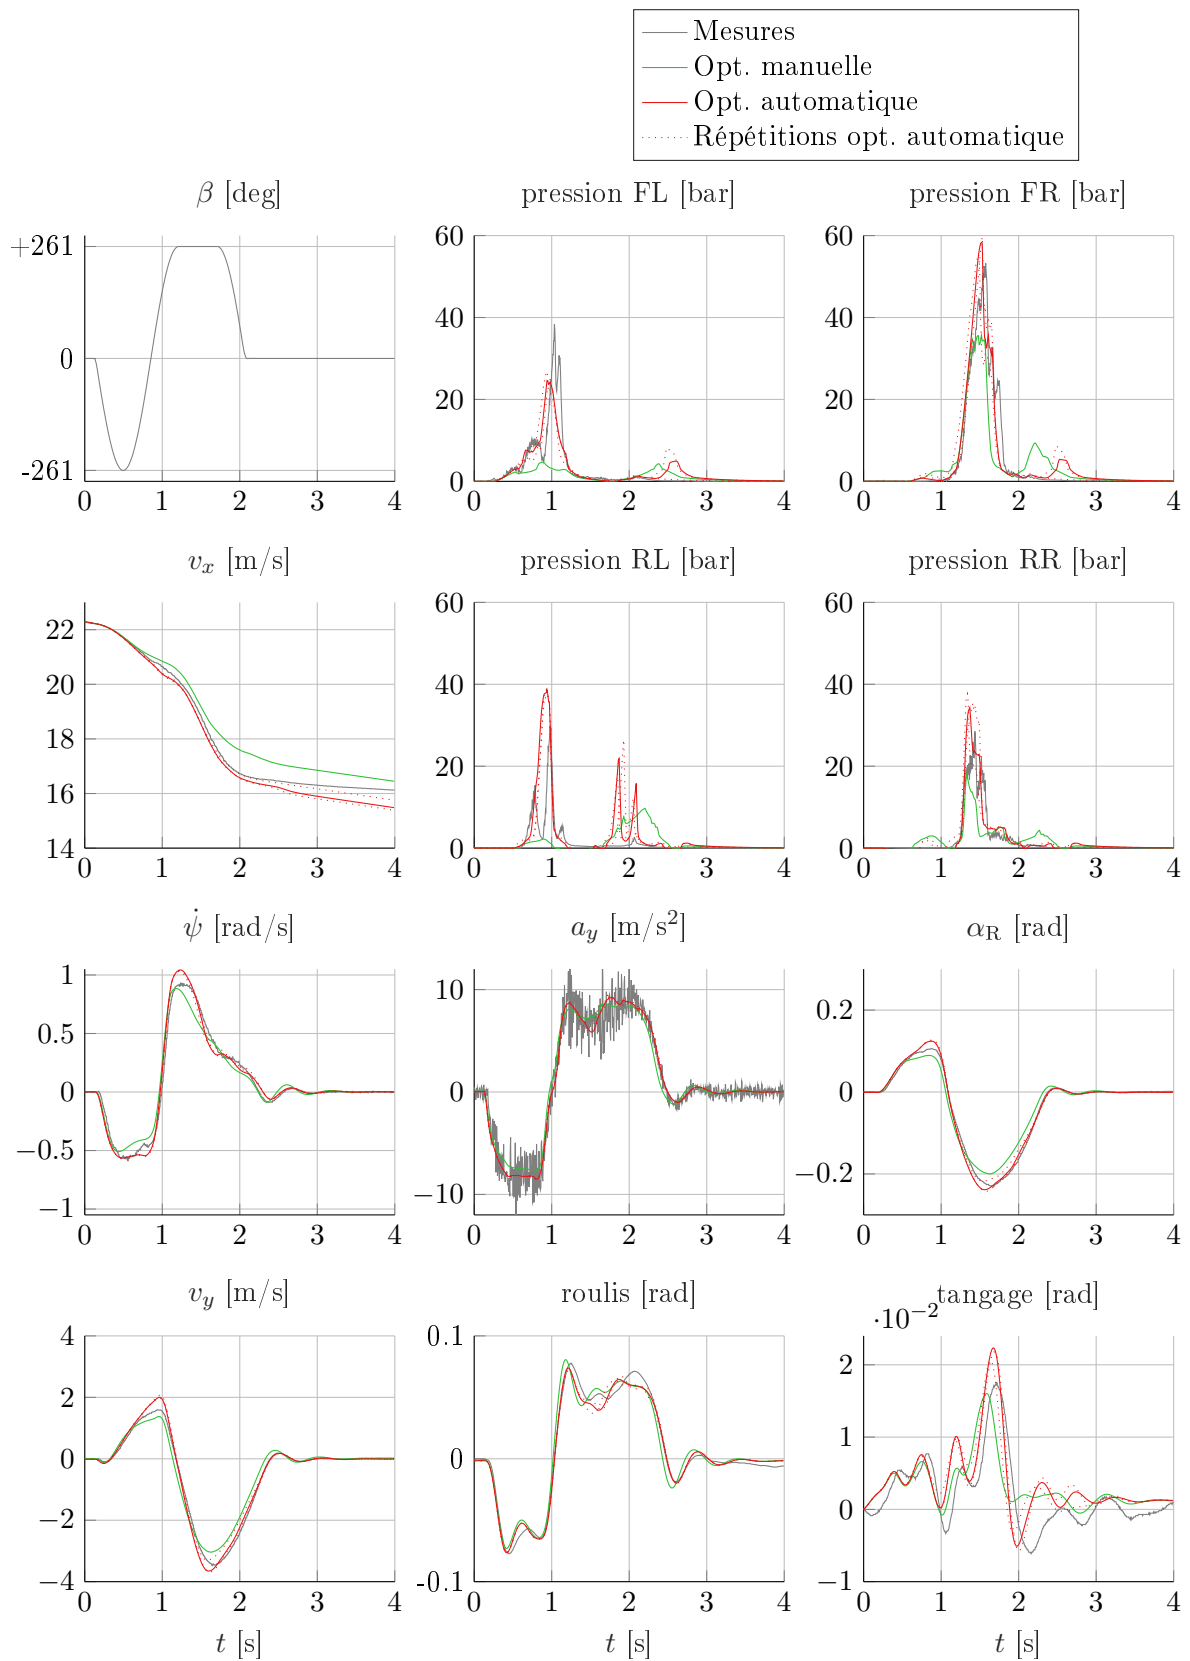 Mesures
Opt. manuelle
Opt. automatique
Répétitions opt. automatique
β [deg]
pression FL [bar]
pression FR [bar]
+261
0
-261
0 1 2 3 4
60
40
20
0
0 1 2 3 4
60
40
20
0
0 1 2 3 4
v_x [m/s]
pression RL [bar]
pression RR [bar]
22
20
18
16
14
0 1 2 3 4
60
40
20
0
0 1 2 3 4
60
40
20
0
0 1 2 3 4
ψ̇ [rad/s]
a_y [m/s²]
α_R [rad]
1
0.5
0
−0.5
−1
0 1 2 3 4
10
0
−10
0 1 2 3 4
0.2
0
−0.2
0 1 2 3 4
v_y [m/s]
roulis [rad]
tangage [rad]
4
2
0
−2
−4
0 1 2 3 4
t [s]
0.1
0
-0.1
0 1 2 3 4
t [s]
·10⁻²
2
1
0
−1
0 1 2 3 4
t [s]